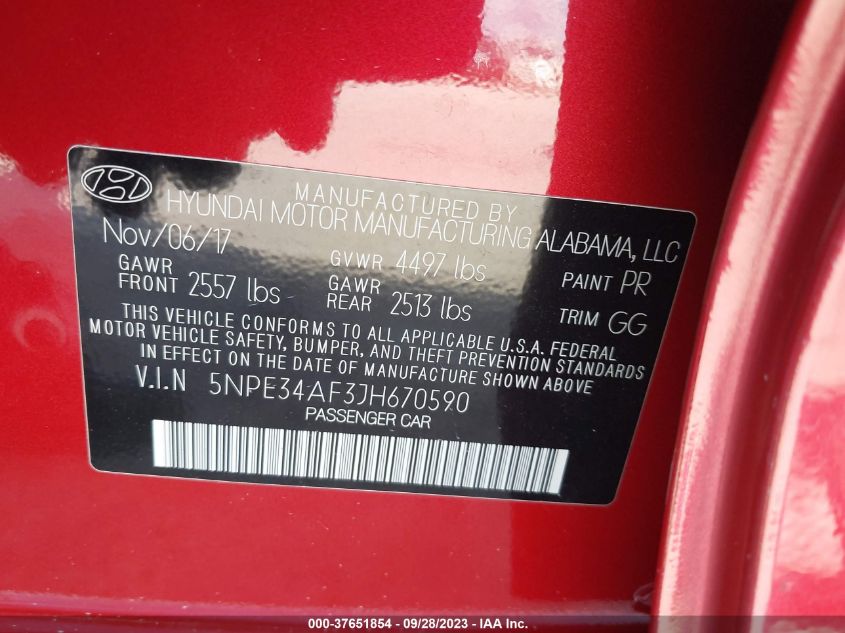 MANUFACTURED BY
HYUNDAI MOTOR MANUFACTURING ALABAMA, LLC
Nov/06/17 GVWR 4497 lbs PAINT PR
GAWR FRONT 2557 lbs GAWR REAR 2513 lbs TRIM GG
THIS VEHICLE CONFORMS TO ALL APPLICABLE U.S.A. FEDERAL
MOTOR VEHICLE SAFETY, BUMPER, AND THEFT PREVENTION STANDARDS
IN EFFECT ON THE DATE OF MANUFACTURE SHOWN ABOVE
V.I.N 5NPE34AF3JH670590
PASSENGER CAR
000-37651854 - 09/28/2023 - IAA Inc.